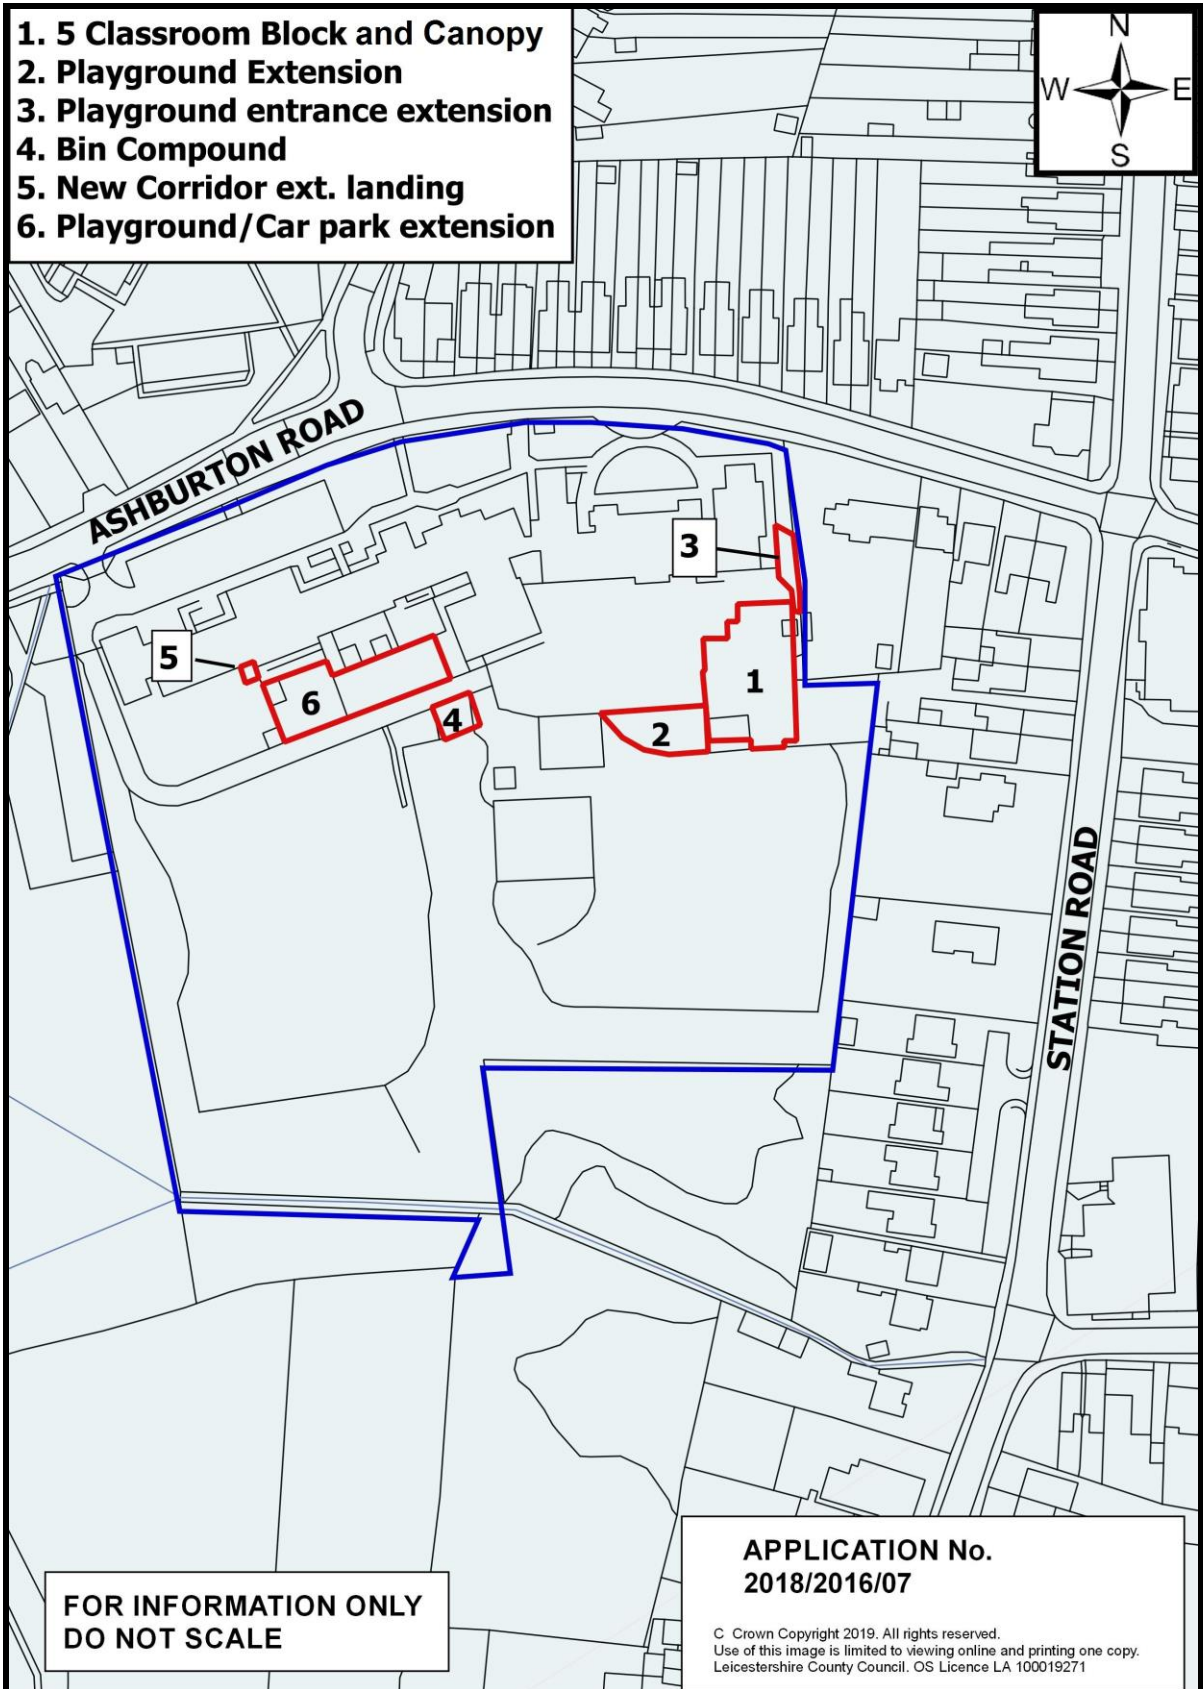 1. 5 Classroom Block and Canopy
2. Playground Extension
3. Playground entrance extension
4. Bin Compound
5. New Corridor ext. landing
6. Playground/Car park extension
N
W E
S
ASHBURTON ROAD
3
5
1
6
4
2
STATION ROAD
FOR INFORMATION ONLY
DO NOT SCALE
APPLICATION No.
2018/2016/07
C Crown Copyright 2019. All rights reserved.
Use of this image is limited to viewing online and printing one copy.
Leicestershire County Council. OS Licence LA 100019271